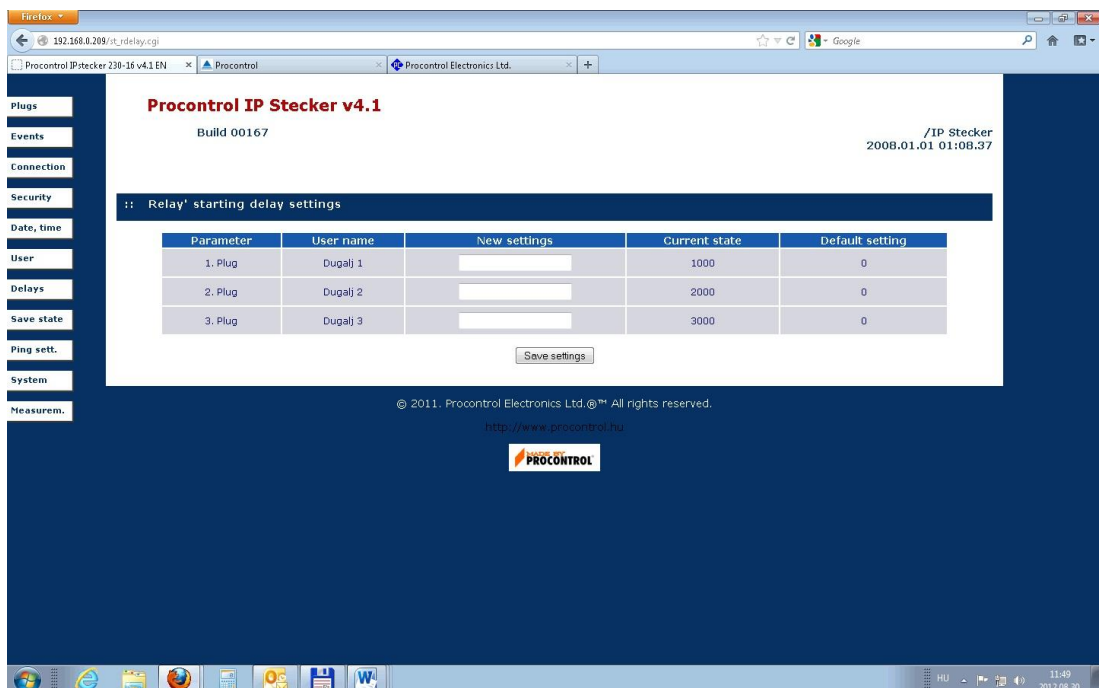 Firefox
192.168.0.209/st_rdelay.cgi
Google
Procontrol IPstecker 230-16 v4.1 EN
Procontrol
Procontrol Electronics Ltd.
Plugs
Events
Connection
Security
Date, time
User
Delays
Save state
Ping sett.
System
Measurem.
Procontrol IP Stecker v4.1
Build 00167
/IP Stecker
2008.01.01 01:08.37
:: Relay' starting delay settings
Parameter User name New settings Current state Default setting
1. Plug Dugalj 1 1000 0
2. Plug Dugalj 2 2000 0
3. Plug Dugalj 3 3000 0
Save settings
© 2011. Procontrol Electronics Ltd.®™ All rights reserved.
http://www.procontrol.hu
MADE BY
PROCONTROL
HU
11:49
2012.08.30